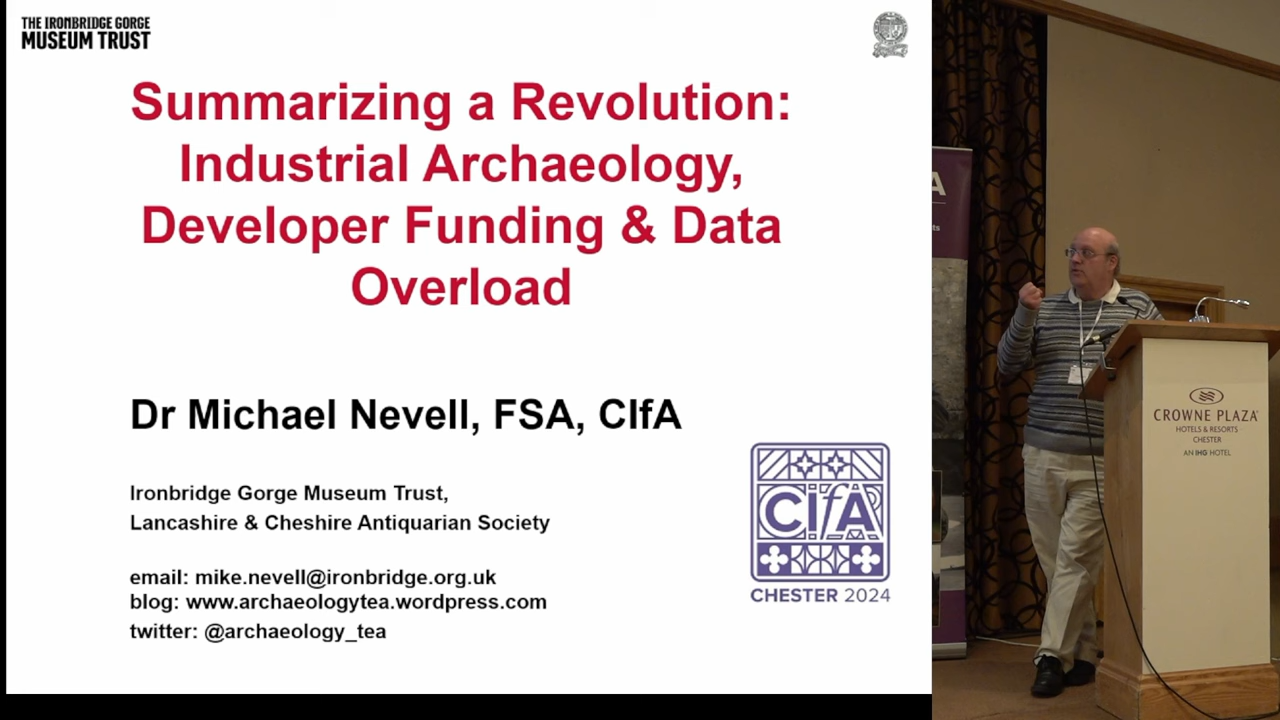 THE IRONBRIDGE GORGE
MUSEUM TRUST
Summarizing a Revolution:
Industrial Archaeology,
Developer Funding & Data
Overload
Dr Michael Nevell, FSA, CIfA
Ironbridge Gorge Museum Trust,
Lancashire & Cheshire Antiquarian Society
email: mike.nevell@ironbridge.org.uk
blog: www.archaeologytea.wordpress.com
twitter: @archaeology_tea
CIfA
CHESTER 2024
A
ts
CROWNE PLAZA
HOTELS & RESORTS
CHESTER
AN IHG HOTEL